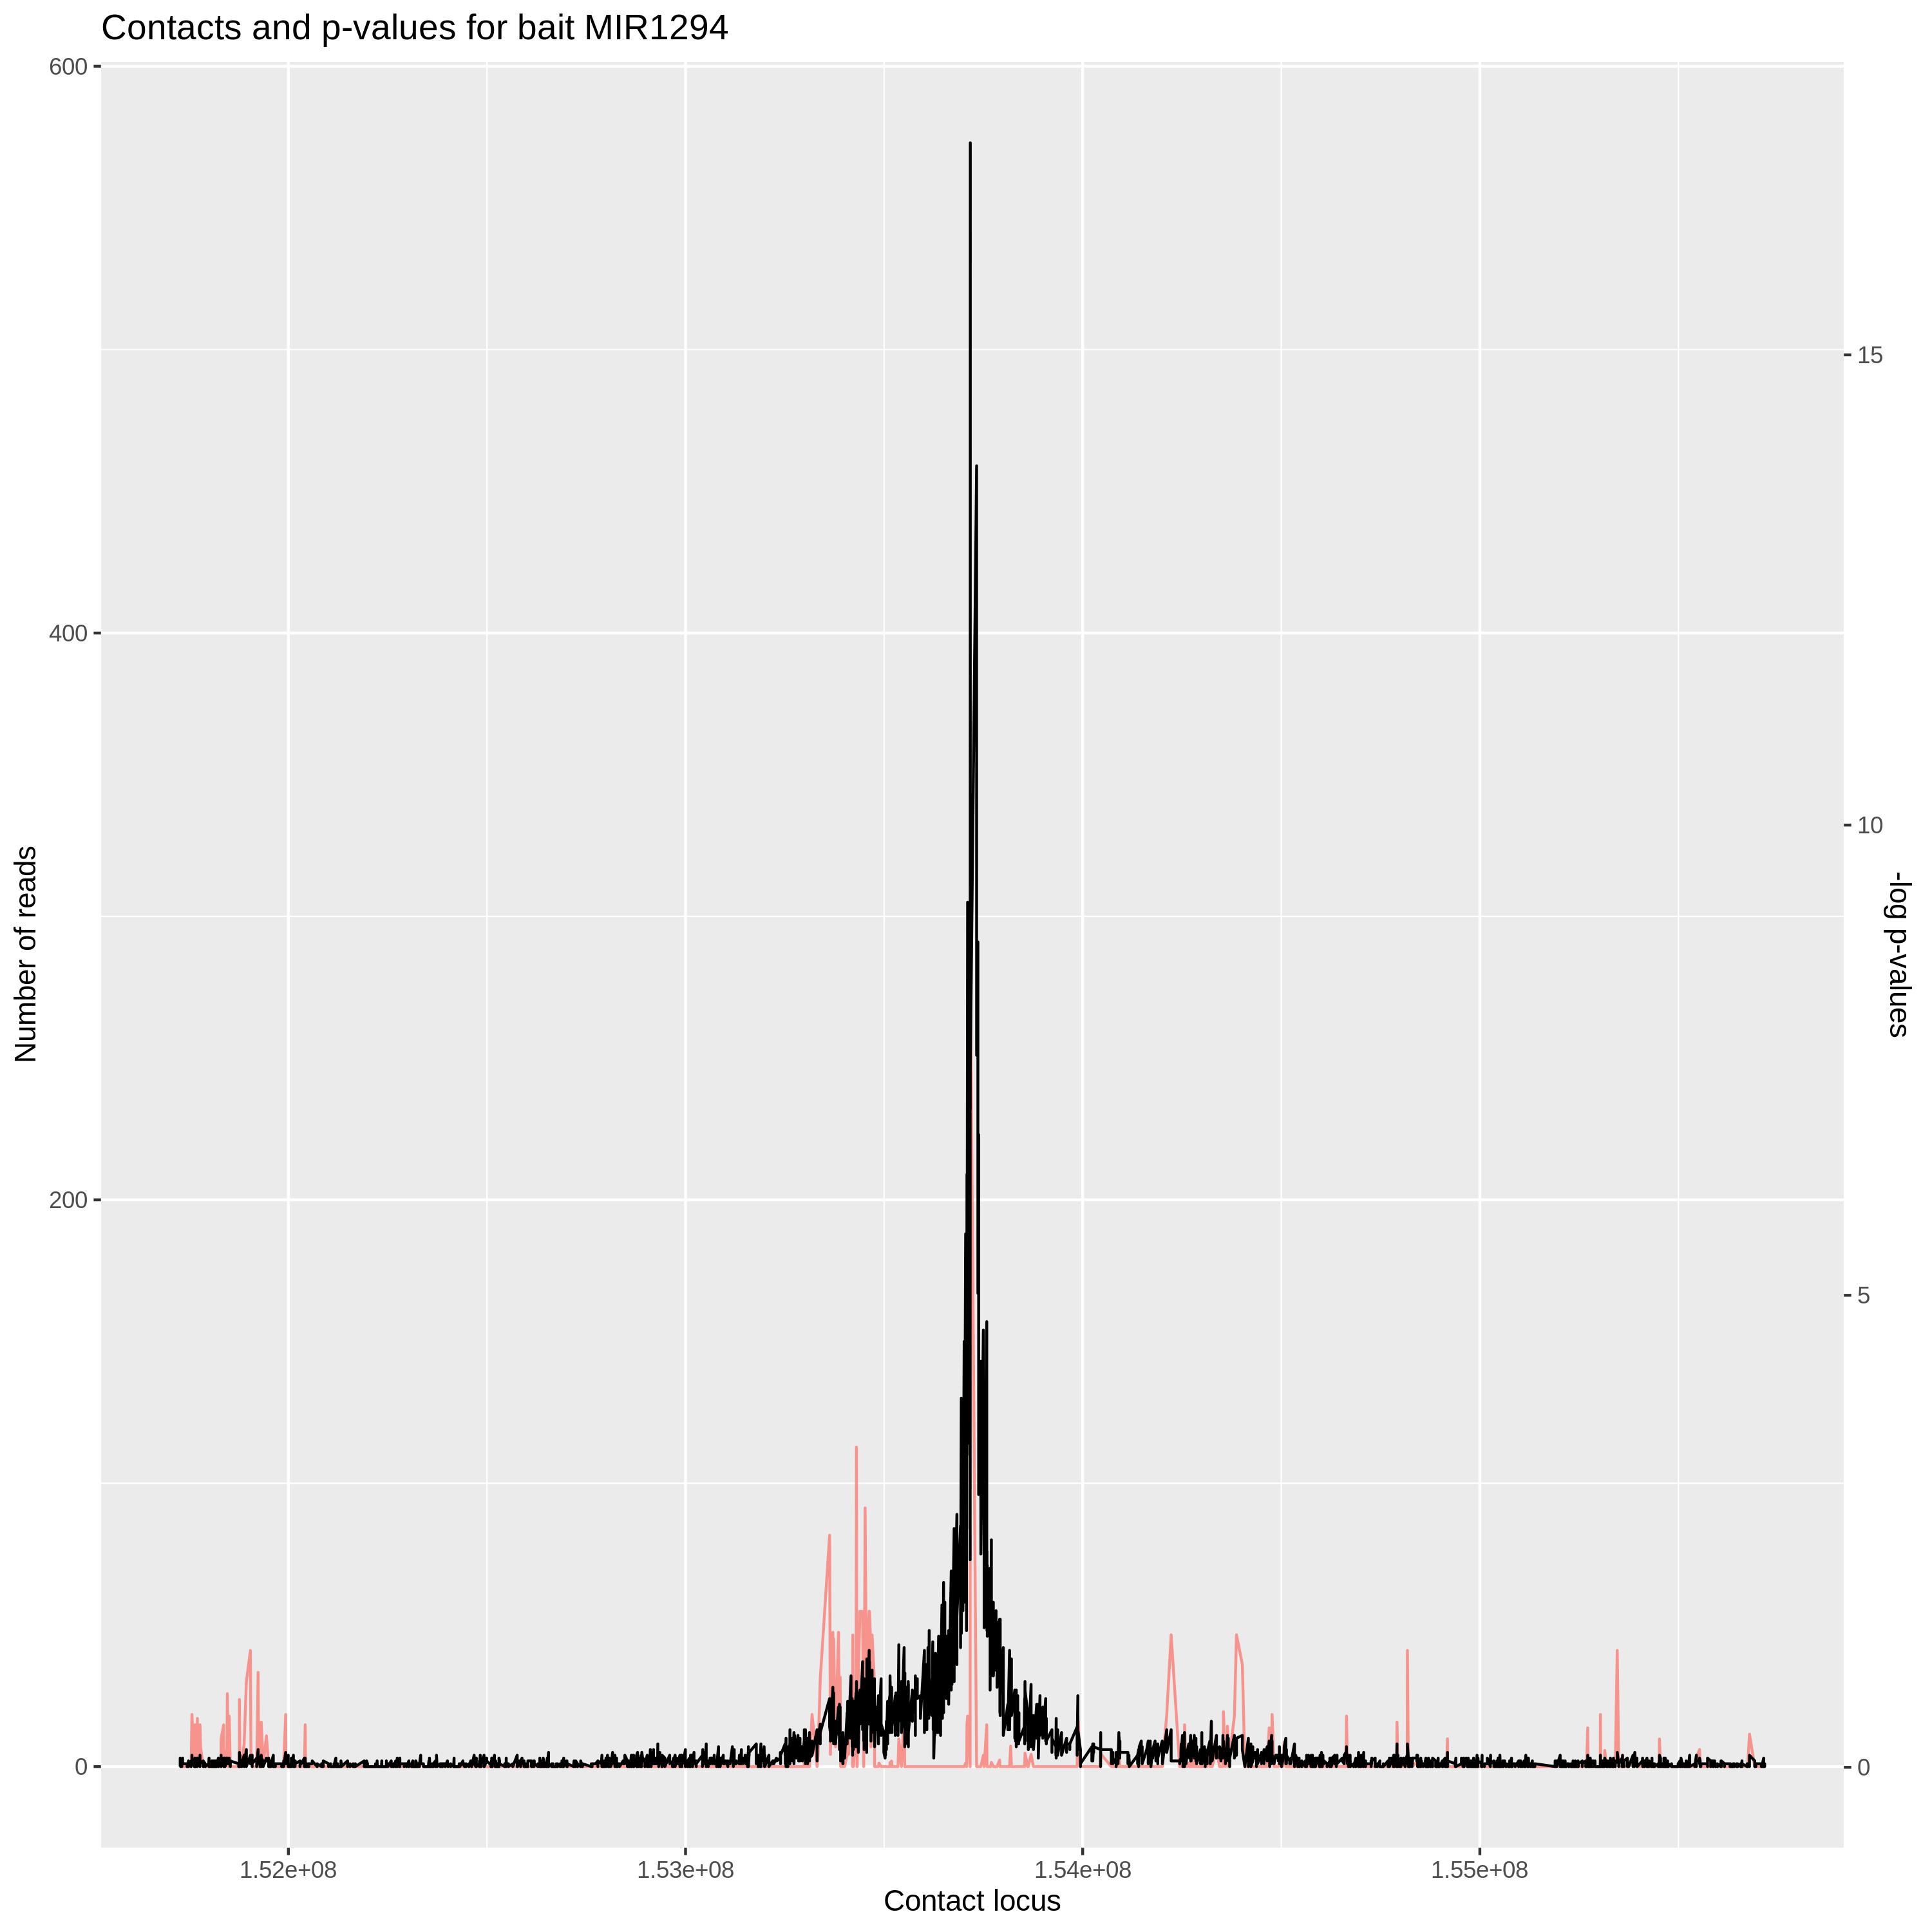 Contacts and p-values for bait MIR1294
600
400
200
0
Number of reads
15
10
5
0
-log p-values
1.52e+08
1.53e+08
1.54e+08
1.55e+08
Contact locus